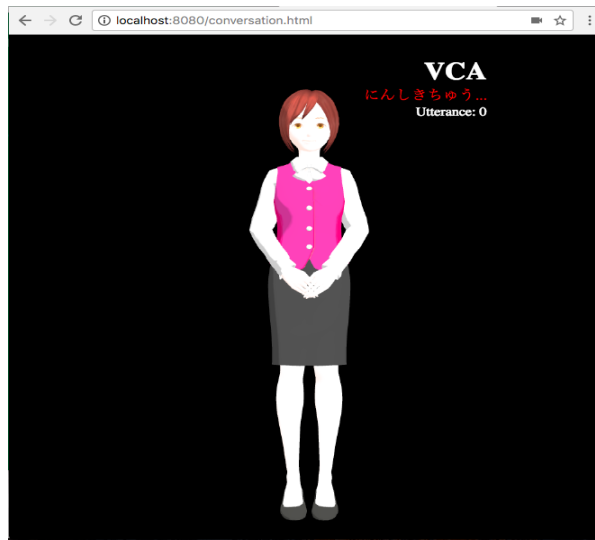 localhost:8080/conversation.html
VCA
にんしきちゅう...
Utterance: 0